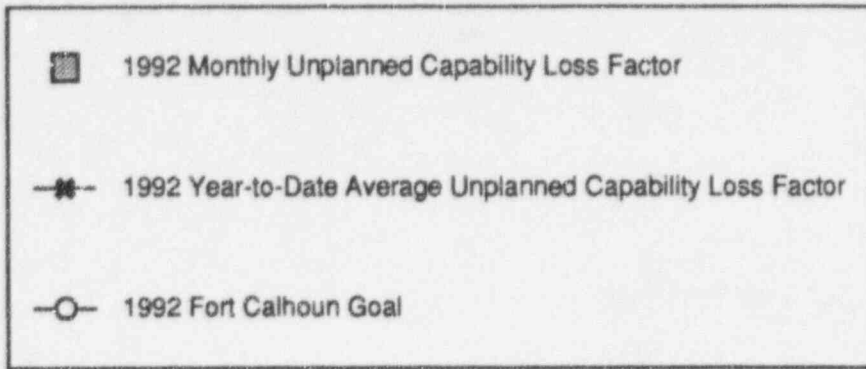 1992 Monthly Unplanned Capability Loss Factor
1992 Year-to-Date Average Unplanned Capability Loss Factor
1992 Fort Calhoun Goal